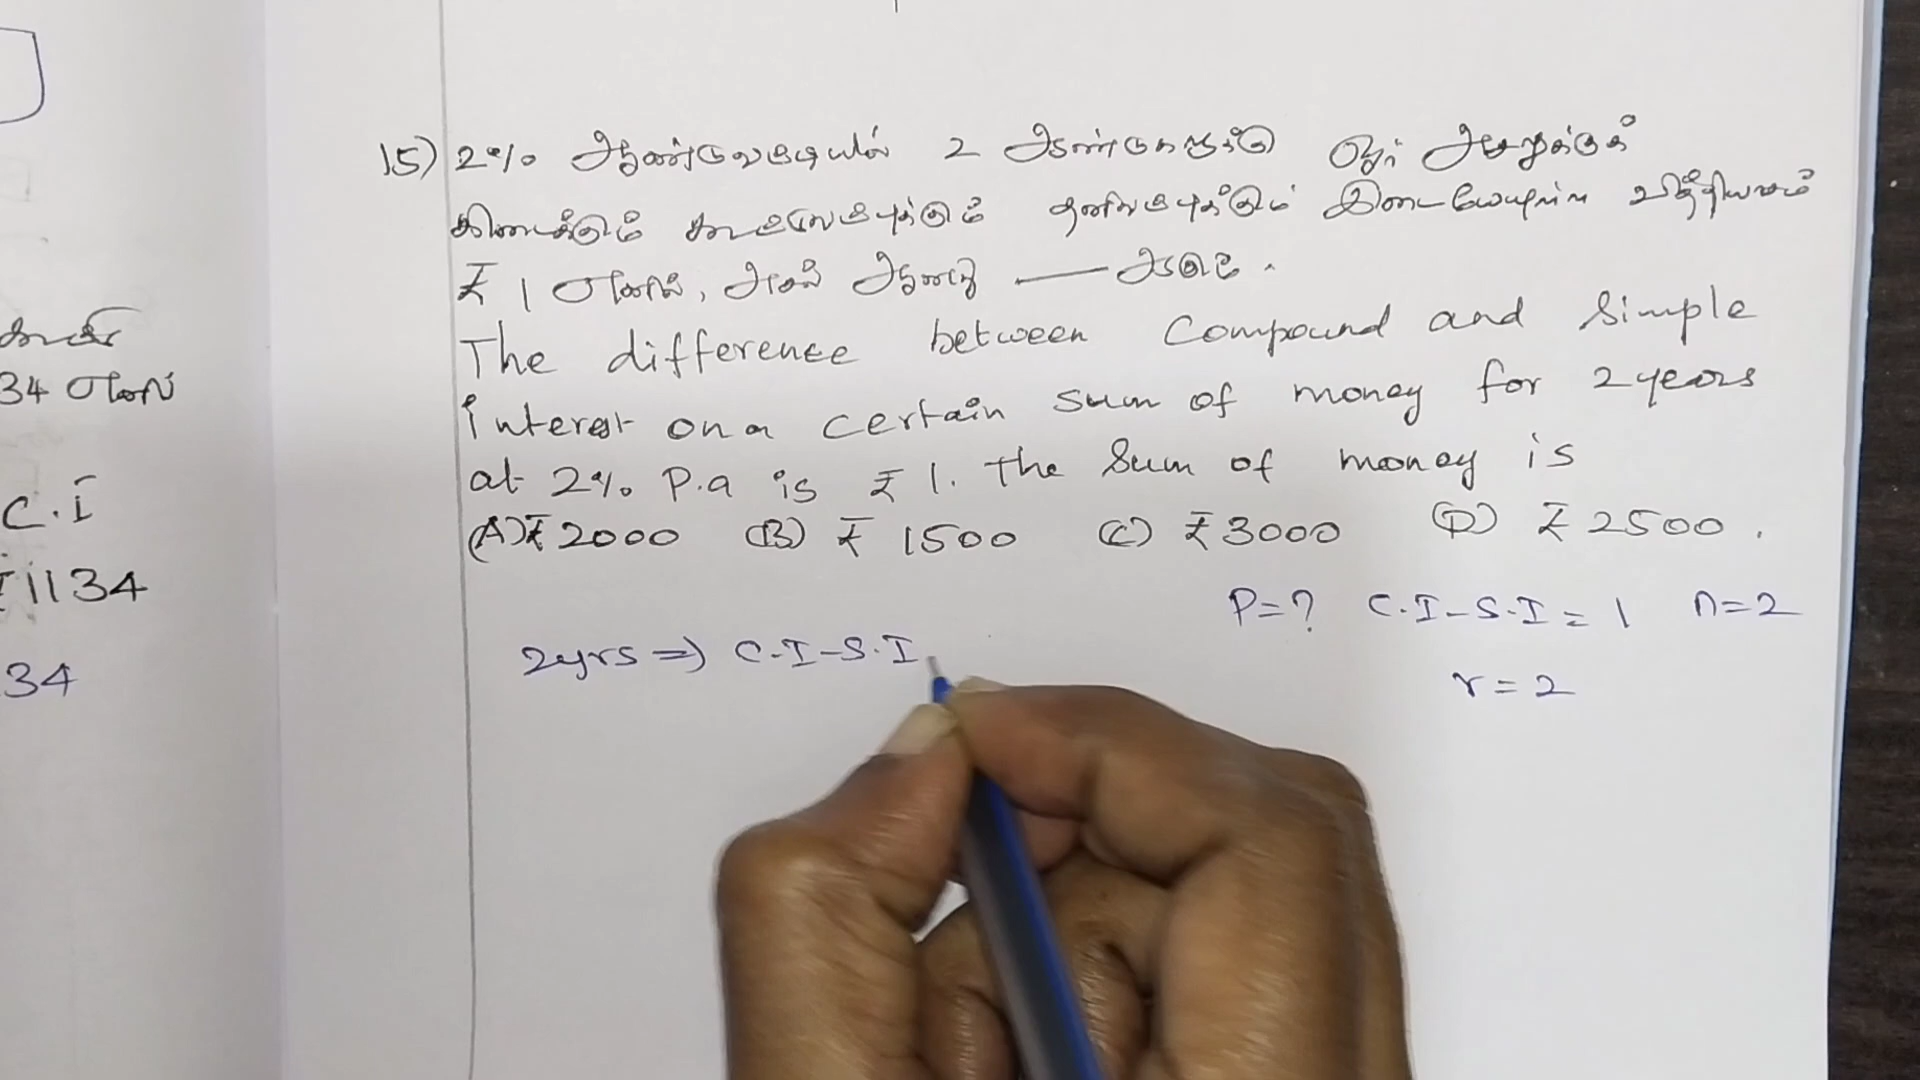 காண்
34 எனில்
C.I
₹1134
34
15) 2% ஆண்டுவட்டியில் 2 ஆண்டுகளுக்கு ஓர் அசலுக்குக்
கிடைக்கும் கூட்டுவட்டிக்கும் தனிவட்டிக்கும் இடையேயுள்ள வித்தியாசம்
₹ 1 எனில், அசல் ஆனது —— ஆகும்.
The difference between Compound and Simple
interest on a certain sum of money for 2 years
at 2% P.a is ₹ 1. The Sum of money is
(A) ₹ 2000 (B) ₹ 1500 (C) ₹ 3000 (D) ₹ 2500.
P=? C.I-S.I = 1 n=2
2yrs => C.I-S.I
r = 2